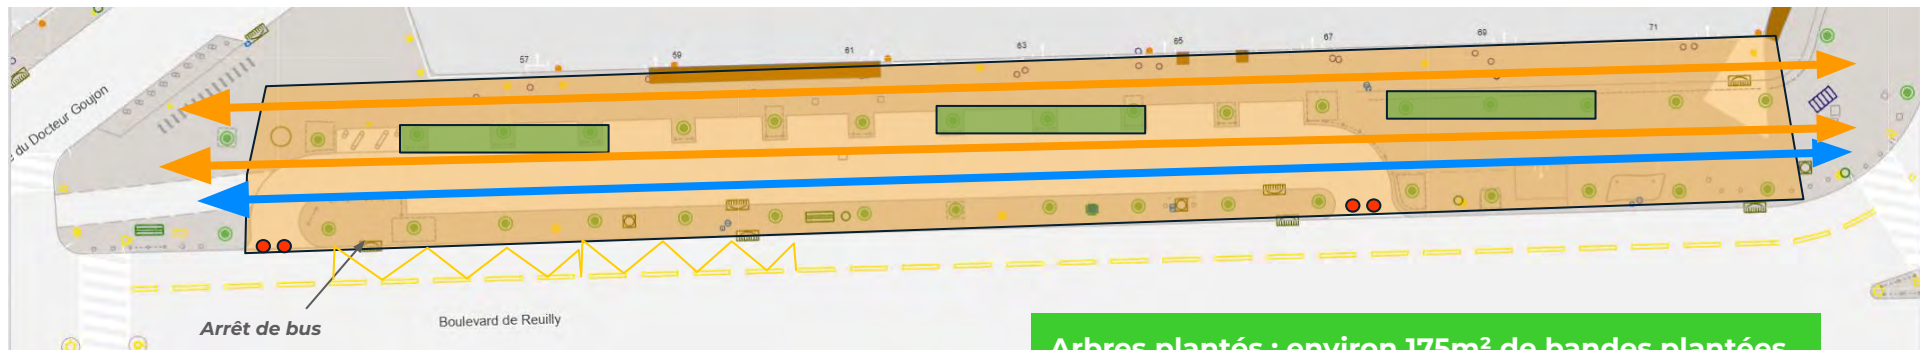 57
59
61
63
65
67
69
71
e du Docteur Goujon
Arrêt de bus
Boulevard de Reuilly
Arbres plantés : environ 175m² de bandes plantées